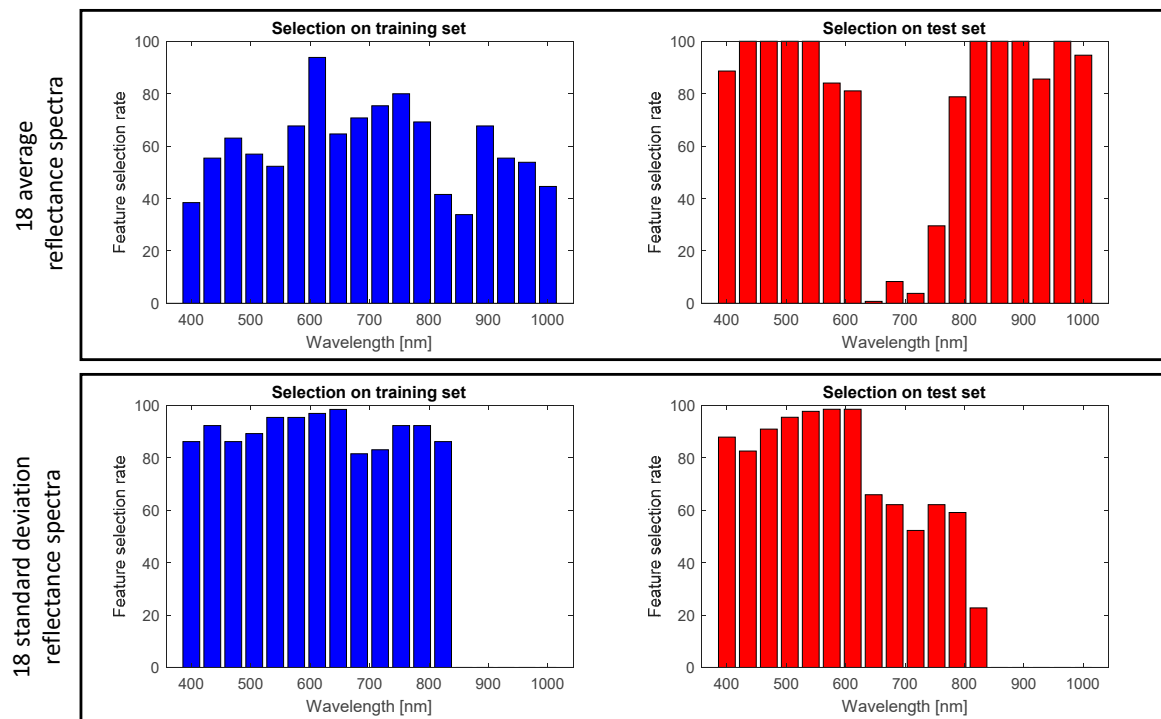 18 average
reflectance spectra
Selection on training set
Feature selection rate
100
80
60
40
20
0
400 500 600 700 800 900 1000
Wavelength [nm]
Selection on test set
Feature selection rate
100
80
60
40
20
0
400 500 600 700 800 900 1000
Wavelength [nm]
18 standard deviation
reflectance spectra
Selection on training set
Feature selection rate
100
80
60
40
20
0
400 500 600 700 800 900 1000
Wavelength [nm]
Selection on test set
Feature selection rate
100
80
60
40
20
0
400 500 600 700 800 900 1000
Wavelength [nm]